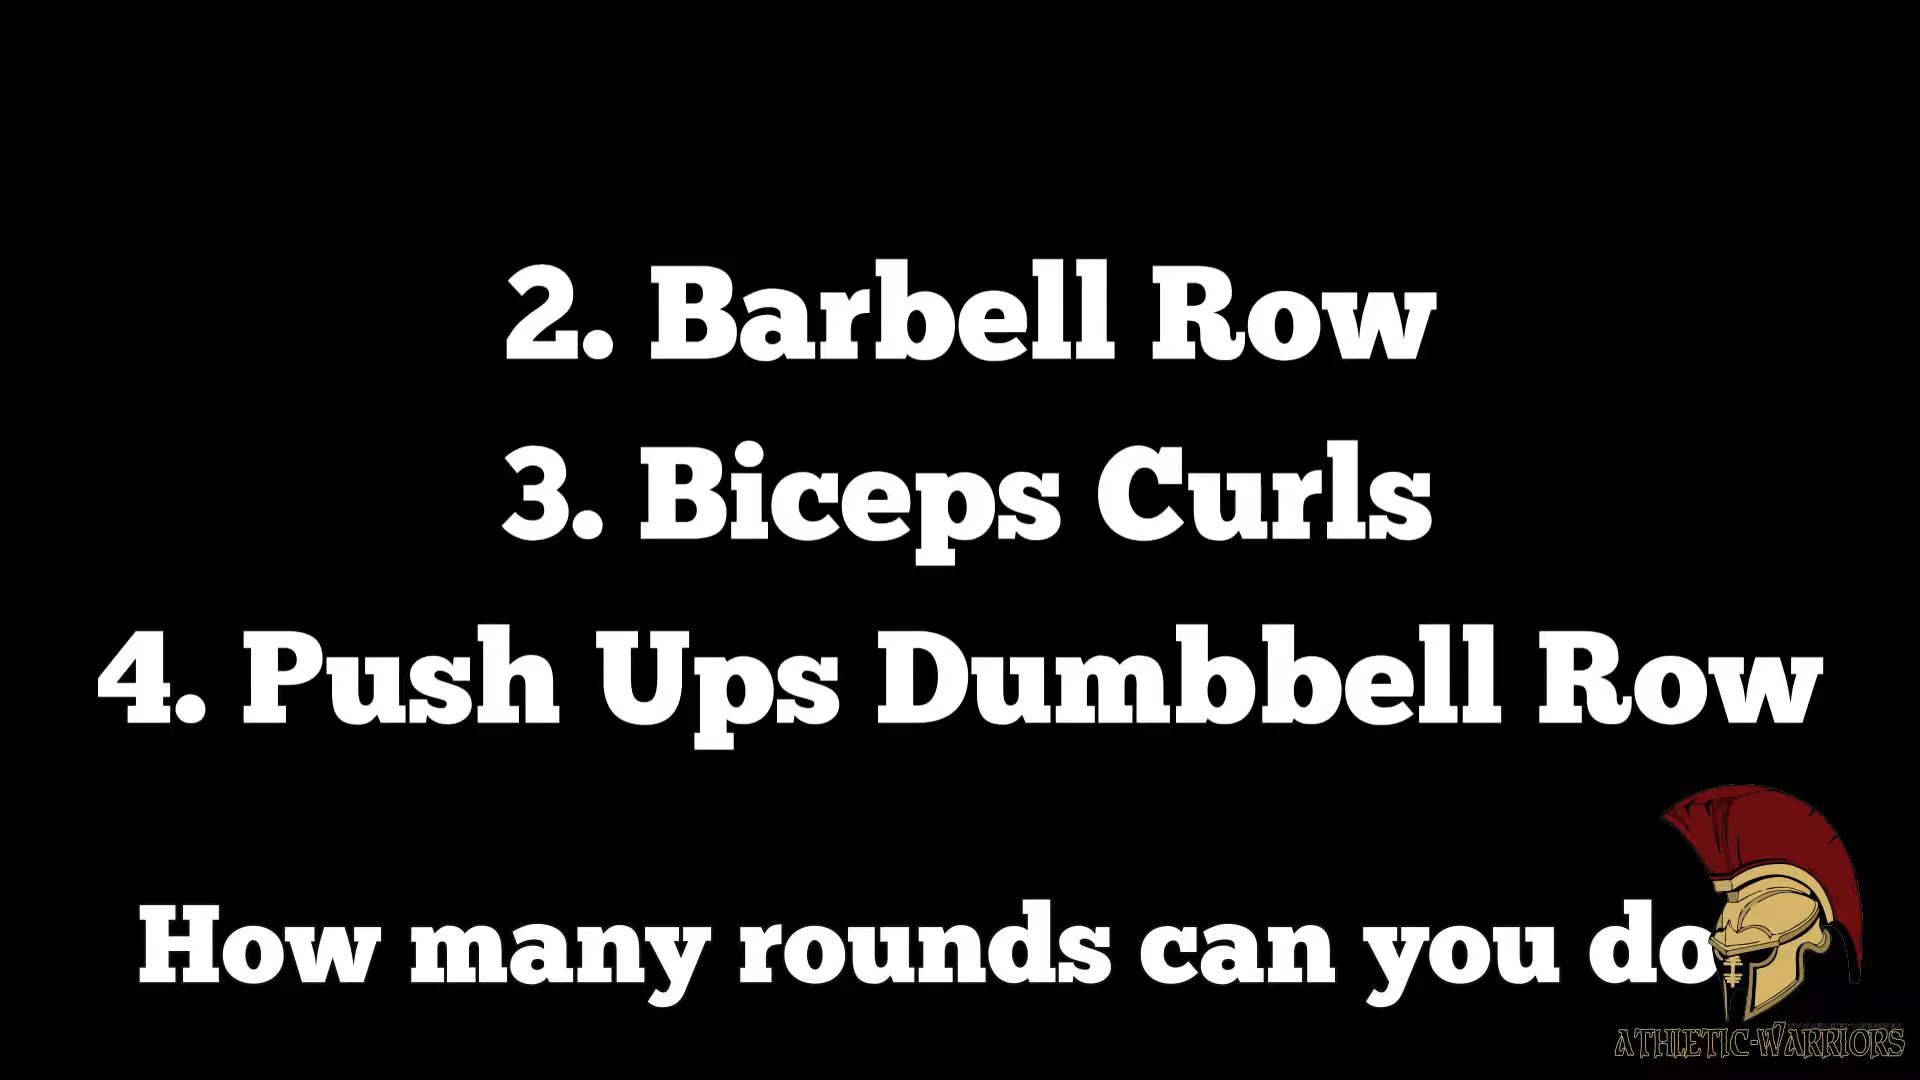 2. Barbell Row
3. Biceps Curls
4. Push Ups Dumbbell Row
How many rounds can you do
ATHLETIC-WARRIORS